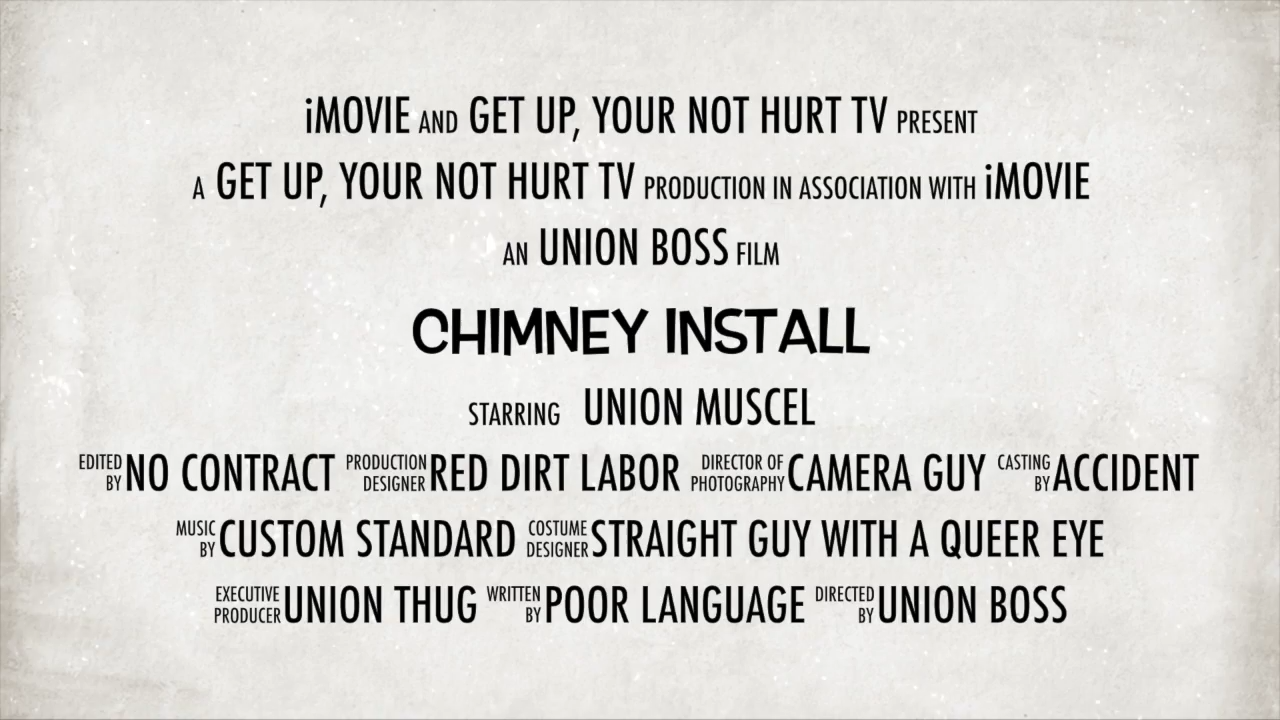 iMOVIE AND GET UP, YOUR NOT HURT TV PRESENT
A GET UP, YOUR NOT HURT TV PRODUCTION IN ASSOCIATION WITH iMOVIE
AN UNION BOSS FILM
CHIMNEY INSTALL
STARRING UNION MUSCEL
EDITED BY NO CONTRACT PRODUCTION DESIGNER RED DIRT LABOR DIRECTOR OF PHOTOGRAPHY CAMERA GUY CASTING BY ACCIDENT
MUSIC BY CUSTOM STANDARD COSTUME DESIGNER STRAIGHT GUY WITH A QUEER EYE
EXECUTIVE PRODUCER UNION THUG WRITTEN BY POOR LANGUAGE DIRECTED BY UNION BOSS